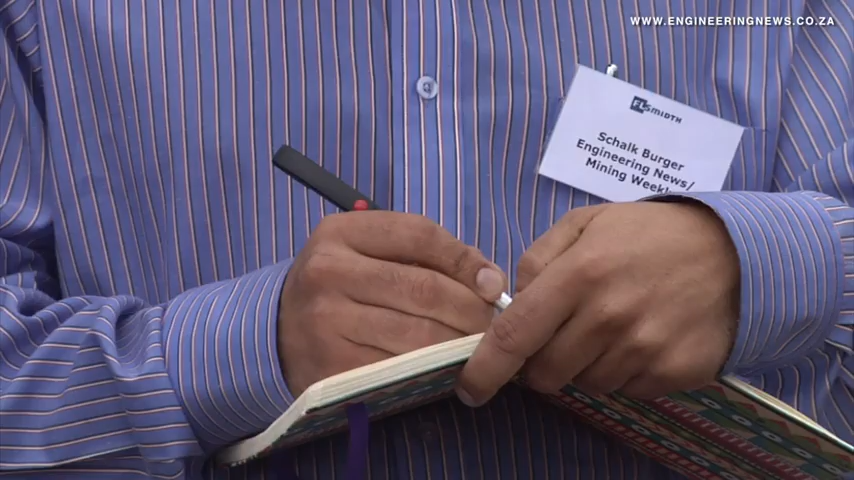 WWW.ENGINEERINGNEWS.CO.ZA
FLSMIDTH
Schalk Burger
Engineering News/
Mining Weekly